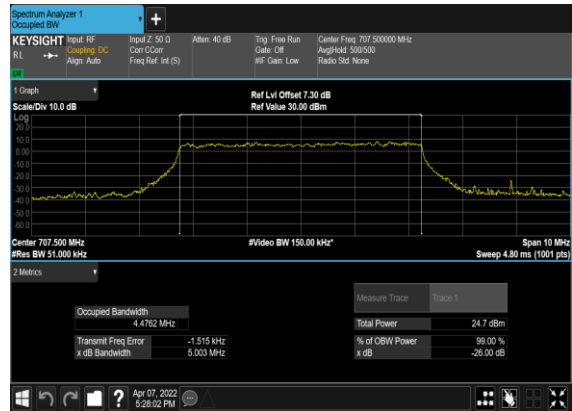 Spectrum Analyzer 1
Occupied BW
+
KEYSIGHT Input: RF Input Z: 50 Ω Atten: 40 dB Trig: Free Run Center Freq: 707.500000 MHz
RL Coupling: DC Corr CCorr Gate: Off Avg|Hold: 500/500
Align: Auto Freq Ref: Int (S) #IF Gain: Low Radio Std: None
1 Graph
Ref Lvl Offset 7.30 dB
Scale/Div 10.0 dB Ref Value 30.00 dBm
Log
20.0
10.0
0.00
-10.0
-20.0
-30.0
-40.0
-50.0
-60.0
Center 707.500 MHz #Video BW 150.00 kHz* Span 10 MHz
#Res BW 51.000 kHz Sweep 4.80 ms (1001 pts)
2 Metrics
Measure Trace Trace 1
Occupied Bandwidth
4.4762 MHz Total Power 24.7 dBm
Transmit Freq Error -1.515 kHz % of OBW Power 99.00 %
x dB Bandwidth 5.003 MHz x dB -26.00 dB
? Apr 07, 2022
5:28:02 PM